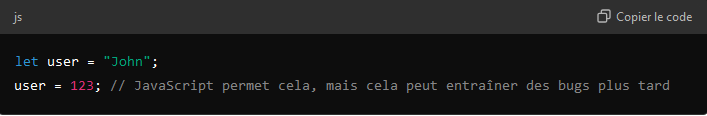 js
Copier le code
let user = "John";
user = 123; // JavaScript permet cela, mais cela peut entraîner des bugs plus tard